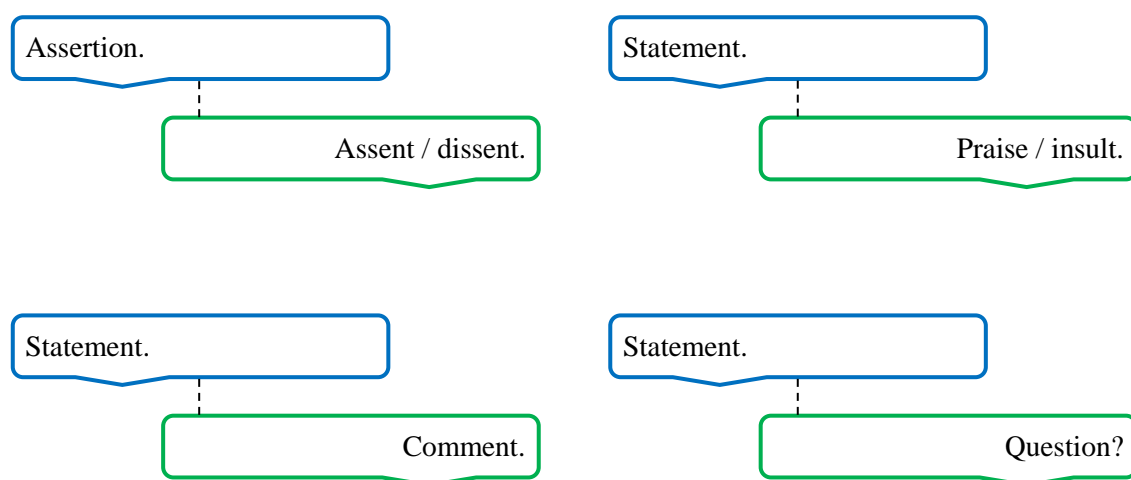 Assertion.
Assent / dissent.
Statement.
Praise / insult.
Statement.
Comment.
Statement.
Question?